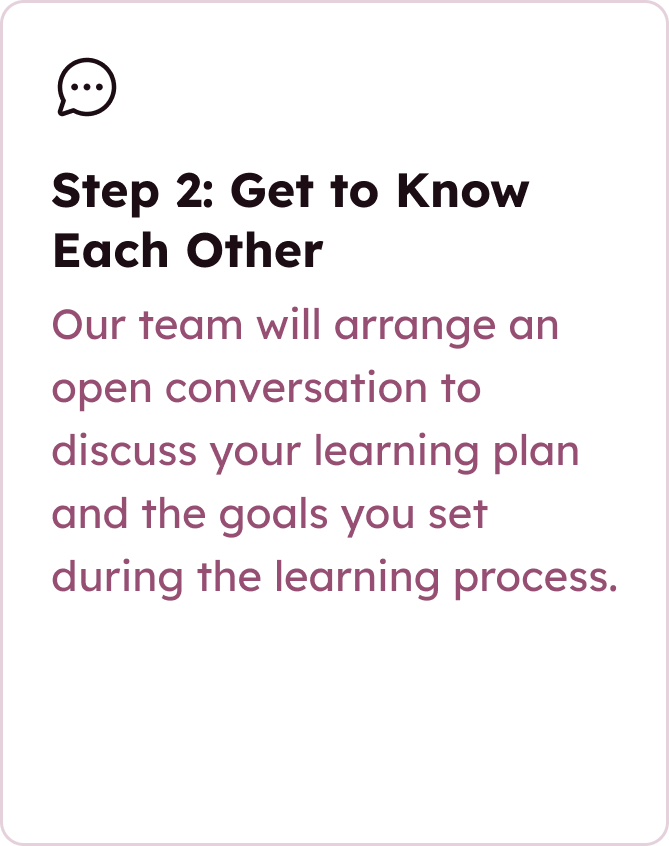 Step 2: Get to Know
Each Other
Our team will arrange an
open conversation to
discuss your learning plan
and the goals you set
during the learning process.